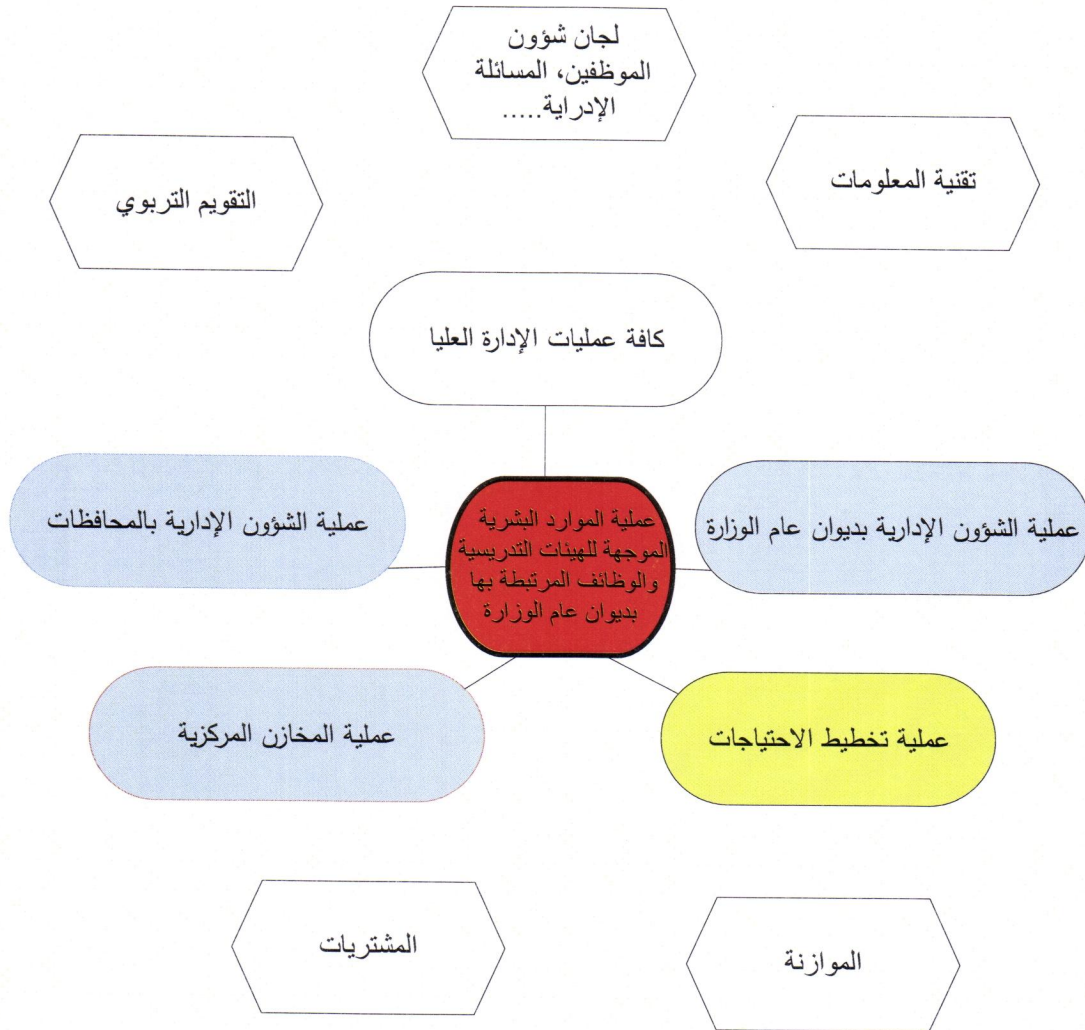 لجان شؤون
الموظفين، المسائلة
الإدراية.....
تقنية المعلومات
التقويم التربوي
كافة عمليات الإدارة العليا
عملية الشؤون الإدارية بديوان عام الوزارة
عملية الموارد البشرية
الموجهة للهيئات التدريسية
والوظائف المرتبطة بها
بديوان عام الوزارة
عملية الشؤون الإدارية بالمحافظات
عملية تخطيط الاحتياجات
عملية المخازن المركزية
الموازنة
المشتريات